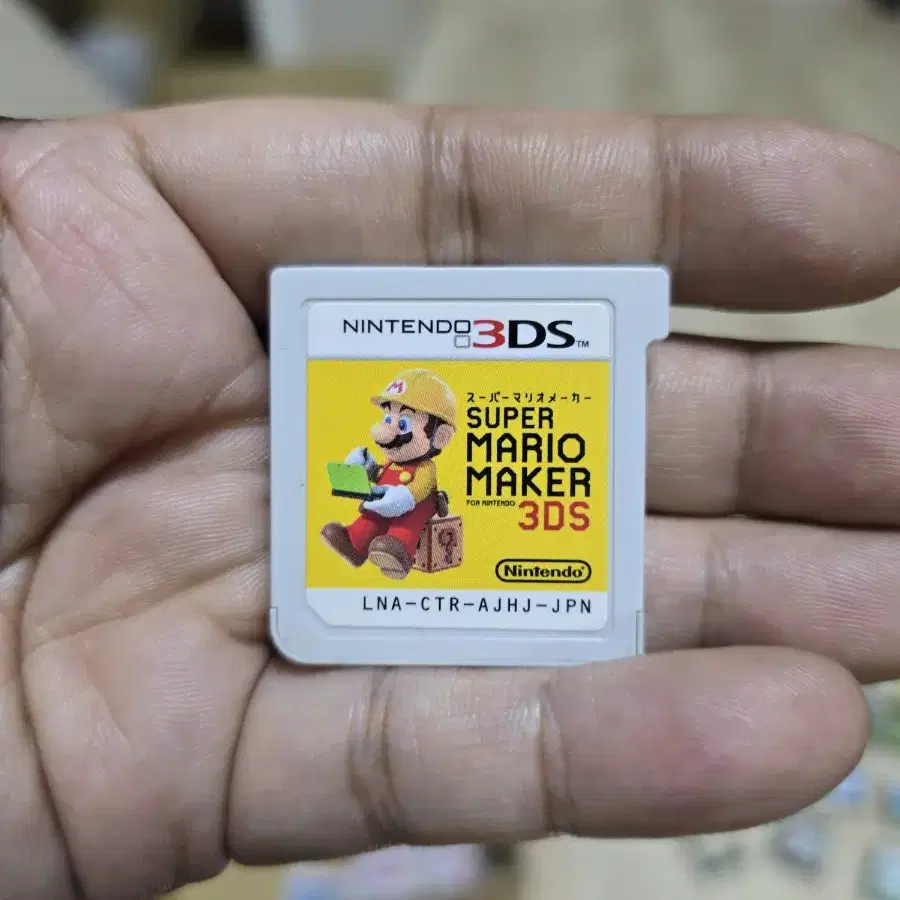 NINTENDO 3DS™
M
スーパーマリオメーカー
SUPER
MARIO
MAKER
FOR NINTENDO
3DS
Nintendo®
LNA-CTR-AJHJ-JPN